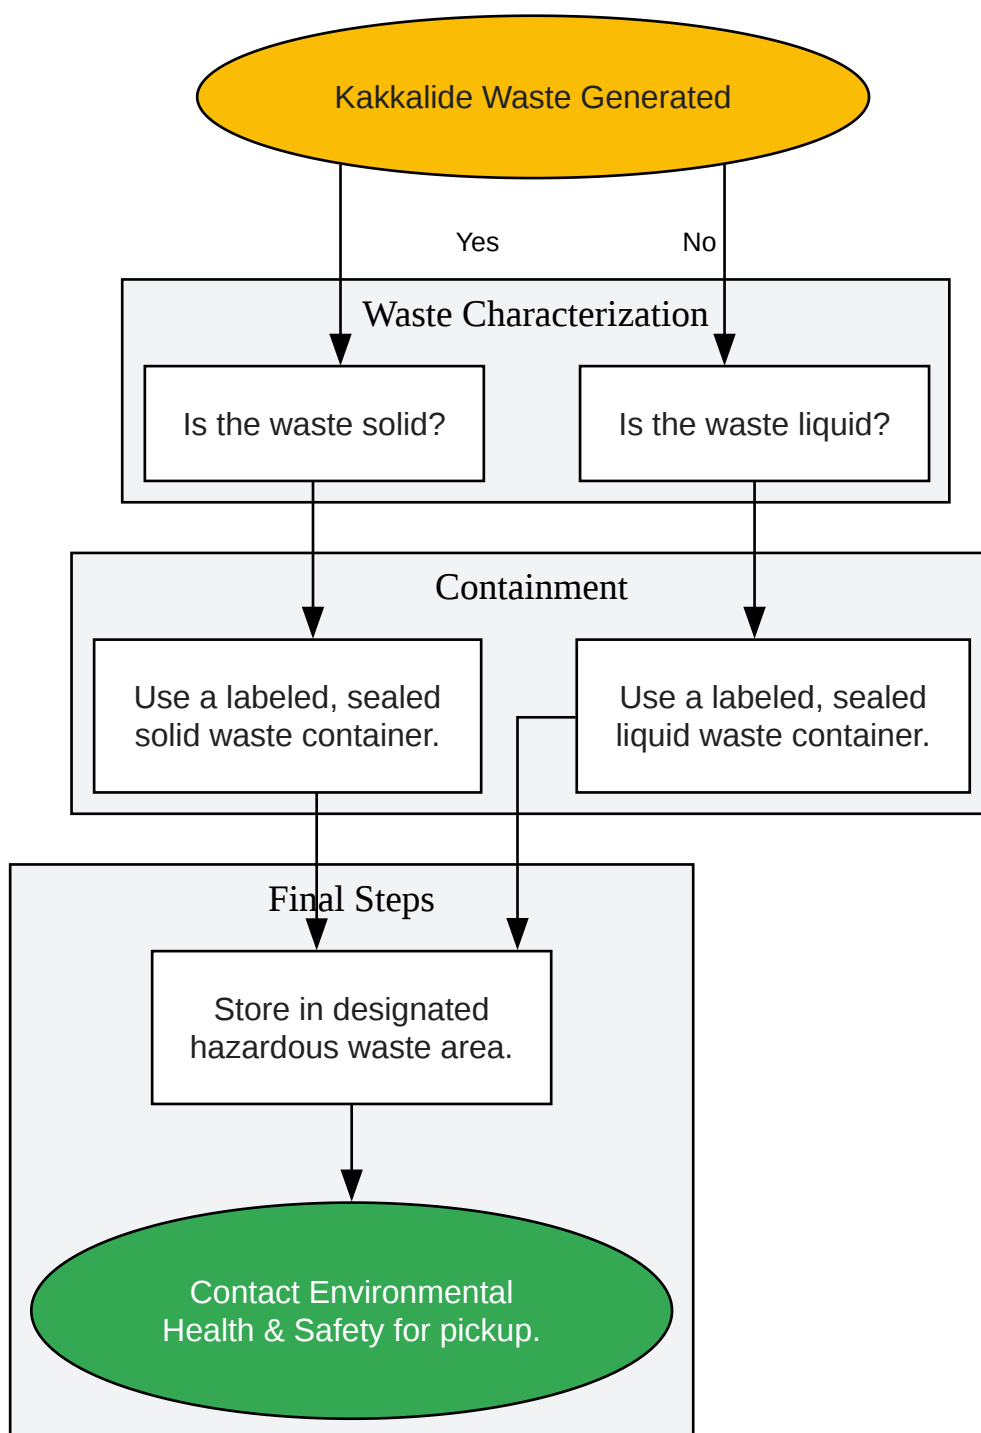 Kakkalide Waste Generated
Yes
No
Waste Characterization
Is the waste solid?
Is the waste liquid?
Containment
Use a labeled, sealed
solid waste container.
Use a labeled, sealed
liquid waste container.
Final Steps
Store in designated
hazardous waste area.
Contact Environmental
Health & Safety for pickup.